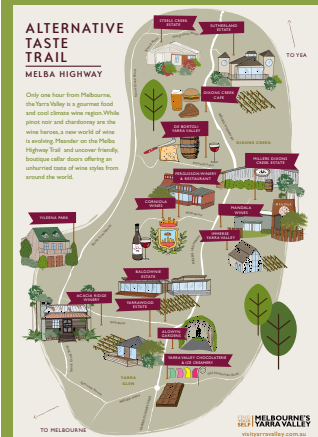 ALTERNATIVE
TASTE
TRAIL
MELBA HIGHWAY
Only one hour from Melbourne,
the Yarra Valley is a gourmet food
and cool climate wine region. While
pinot noir and chardonnay are the
wine heroes, a new world of wine
is evolving. Meander on the Melba
Highway Trail and uncover friendly,
boutique cellar doors offering an
unhurried taste of wine styles from
around the world.
STEELS CREEK
ESTATE
SUTHERLAND
ESTATE
TO YEA
DIXONS CREEK
CAFE
DE BORTOLI
YARRA VALLEY
DIXONS CREEK
MILLERS DIXONS
CREEK ESTATE
FERGUSSON WINERY
& RESTAURANT
CORNIOLA
WINES
MANDALA
WINES
YILEENA PARK
IMMERSE
YARRA VALLEY
BALGOWNIE
ESTATE
ACACIA RIDGE
WINERY
YARRAWOOD
ESTATE
ALOWYN
GARDENS
YARRA VALLEY CHOCOLATERIE
& ICE CREAMERY
YARRA
GLEN
TO MELBOURNE
FIND
YOUR
SELF
MELBOURNE'S
YARRA VALLEY
visityarravalley.com.au